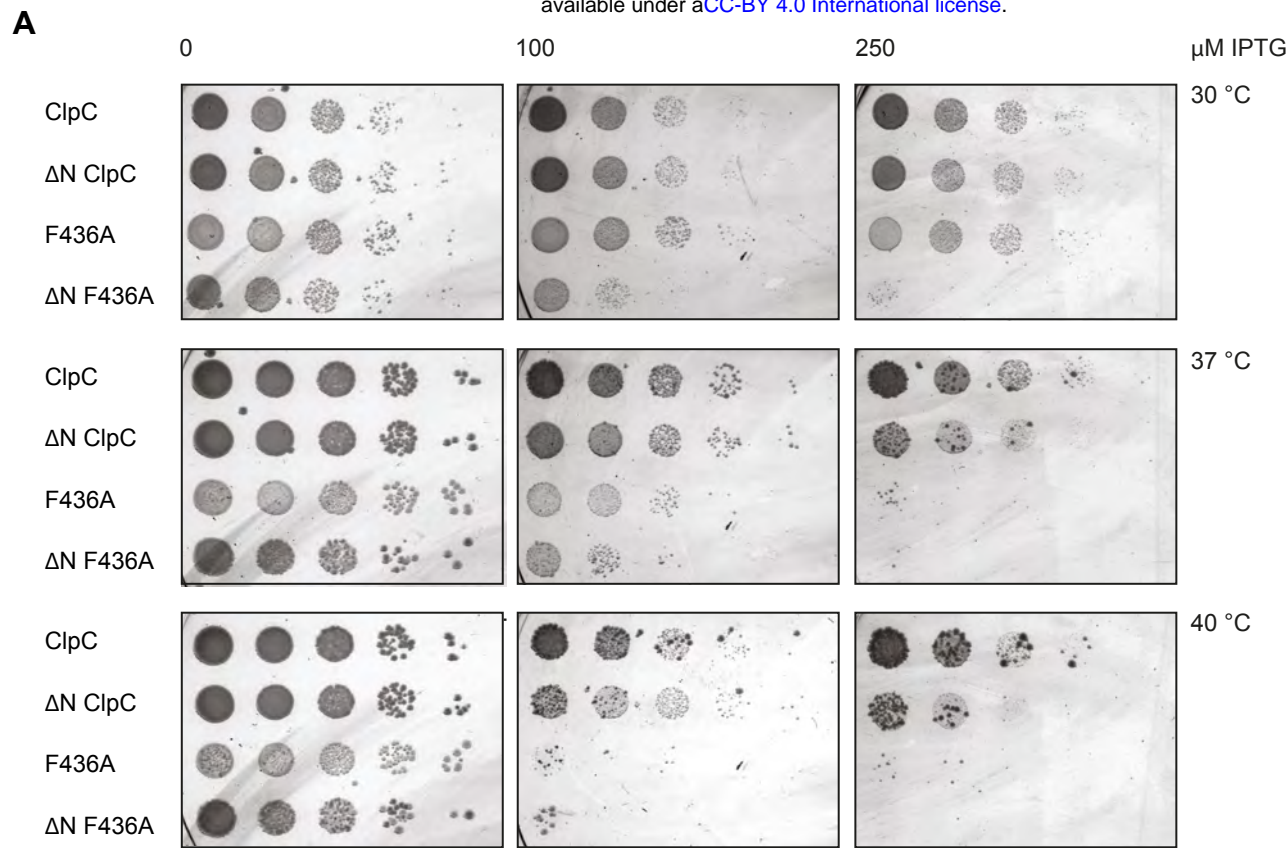 available under aCC-BY 4.0 International license.
A
0 100 250 µM IPTG
30 °C
ClpC
ΔN ClpC
F436A
ΔN F436A
37 °C
ClpC
ΔN ClpC
F436A
ΔN F436A
40 °C
ClpC
ΔN ClpC
F436A
ΔN F436A